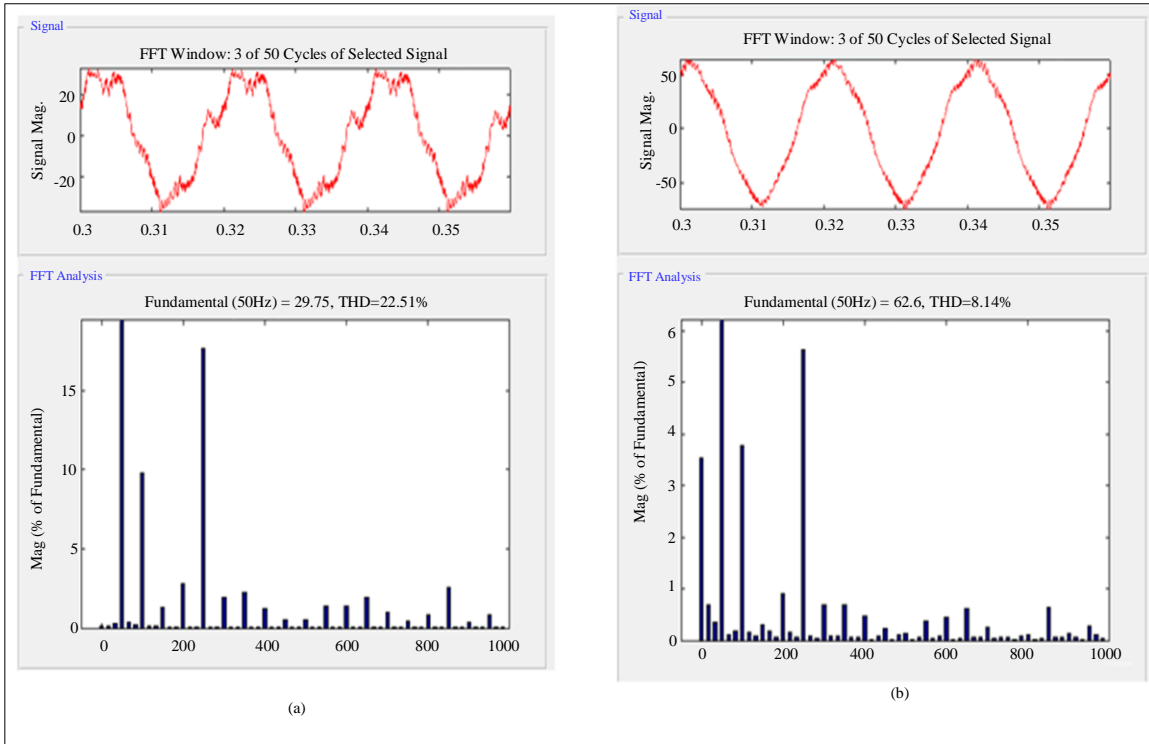 Signal
FFT Window: 3 of 50 Cycles of Selected Signal
Signal Mag.
20
0
-20
0.3 0.31 0.32 0.33 0.34 0.35
FFT Analysis
Fundamental (50Hz) = 29.75, THD=22.51%
Mag (% of Fundamental)
15
10
5
0
0 200 400 600 800 1000
(a)
Signal
FFT Window: 3 of 50 Cycles of Selected Signal
Signal Mag.
50
0
-50
0.3 0.31 0.32 0.33 0.34 0.35
FFT Analysis
Fundamental (50Hz) = 62.6, THD=8.14%
Mag (% of Fundamental)
6
5
4
3
2
1
0
0 200 400 600 800 1000
(b)